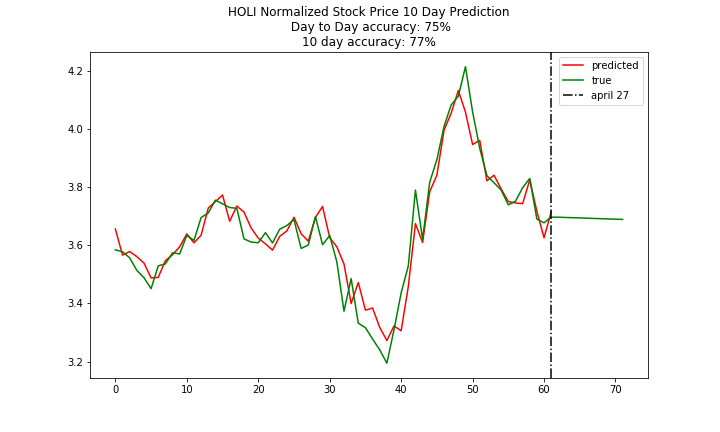 HOLI Normalized Stock Price 10 Day Prediction
Day to Day accuracy: 75%
10 day accuracy: 77%
predicted
true
april 27
4.2
4.0
3.8
3.6
3.4
3.2
0 10 20 30 40 50 60 70